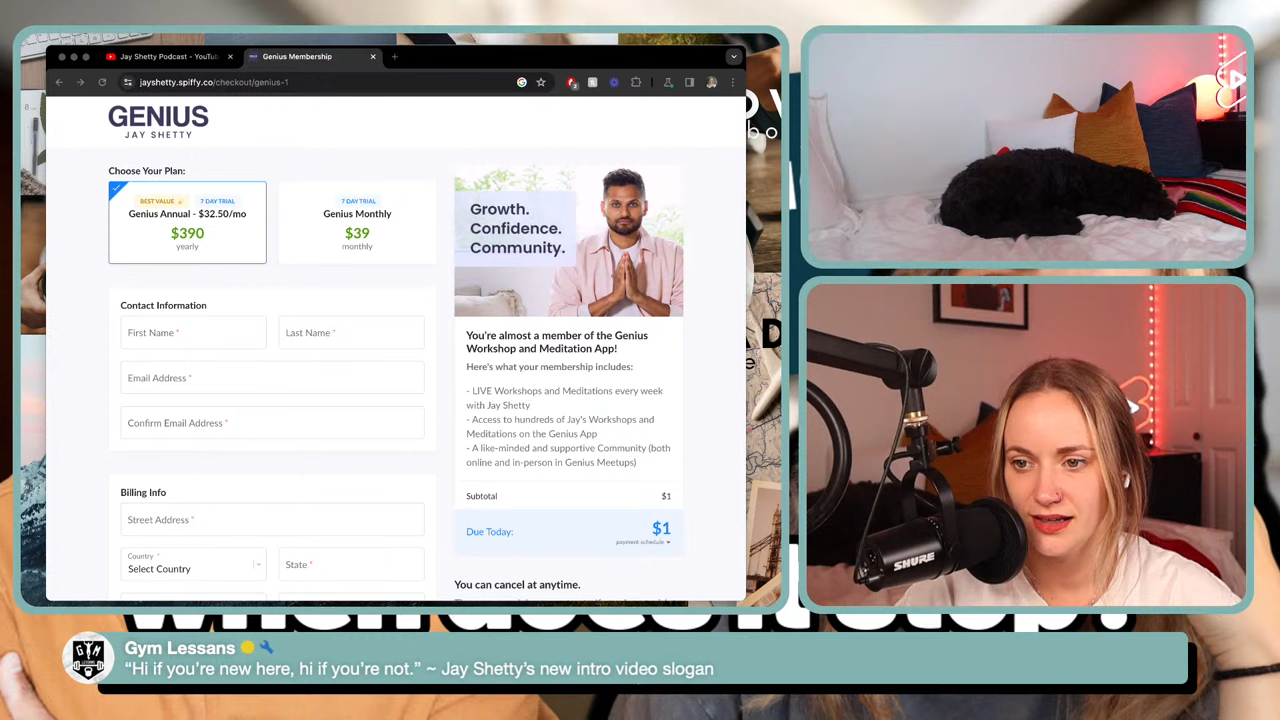 Jay Shetty Podcast - YouTub
Genius Membership
jayshetty.spiffy.co/checkout/genius-1
GENIUS
JAY SHETTY
Choose Your Plan:
BEST VALUE
7 DAY TRIAL
Genius Annual - $32.50/mo
$390
yearly
7 DAY TRIAL
Genius Monthly
$39
monthly
Growth.
Confidence.
Community.
Contact Information
First Name *
Last Name *
Email Address *
Confirm Email Address *
You're almost a member of the Genius
Workshop and Meditation App!
Here's what your membership includes:
- LIVE Workshops and Meditations every week
with Jay Shetty
- Access to hundreds of Jay's Workshops and
Meditations on the Genius App
- A like-minded and supportive Community (both
online and in-person in Genius Meetups)
Subtotal
$1
Due Today:
$1
payment schedule
Billing Info
Street Address *
Country *
Select Country
State *
You can cancel at anytime.
SHURE
when does it stop?
GYM
Gym Lessans
“Hi if you’re new here, hi if you’re not.” ~ Jay Shetty’s new intro video slogan